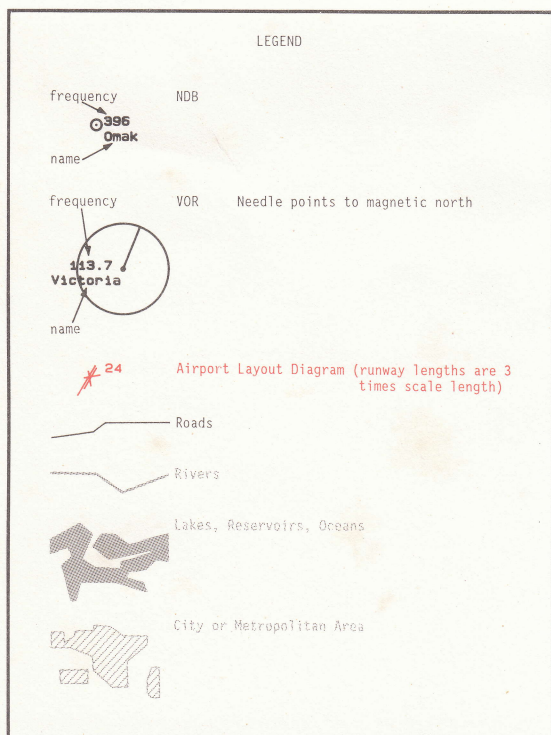 LEGEND
frequency NDB
396
Omak
name
frequency VOR Needle points to magnetic north
113.7
Victoria
name
24 Airport Layout Diagram (runway lengths are 3
times scale length)
Roads
Rivers
Lakes, Reservoirs, Oceans
City or Metropolitan Area